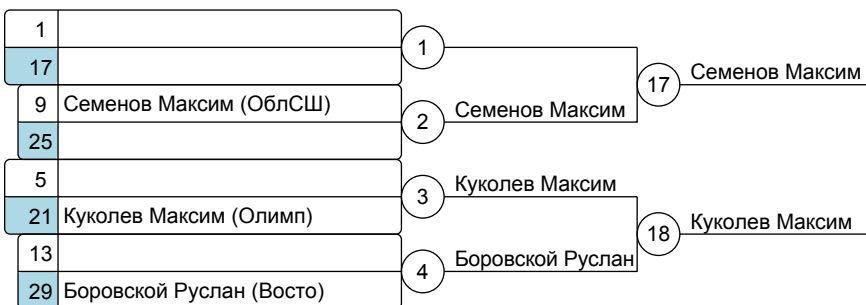 1
17
1
9 Семенов Максим (ОблСШ)
25
2
Семенов Максим
17
Семенов Максим
5
21 Куколев Максим (Олимп)
3
Куколев Максим
13
29 Боровской Руслан (Восто)
4
Боровской Руслан
18
Куколев Максим